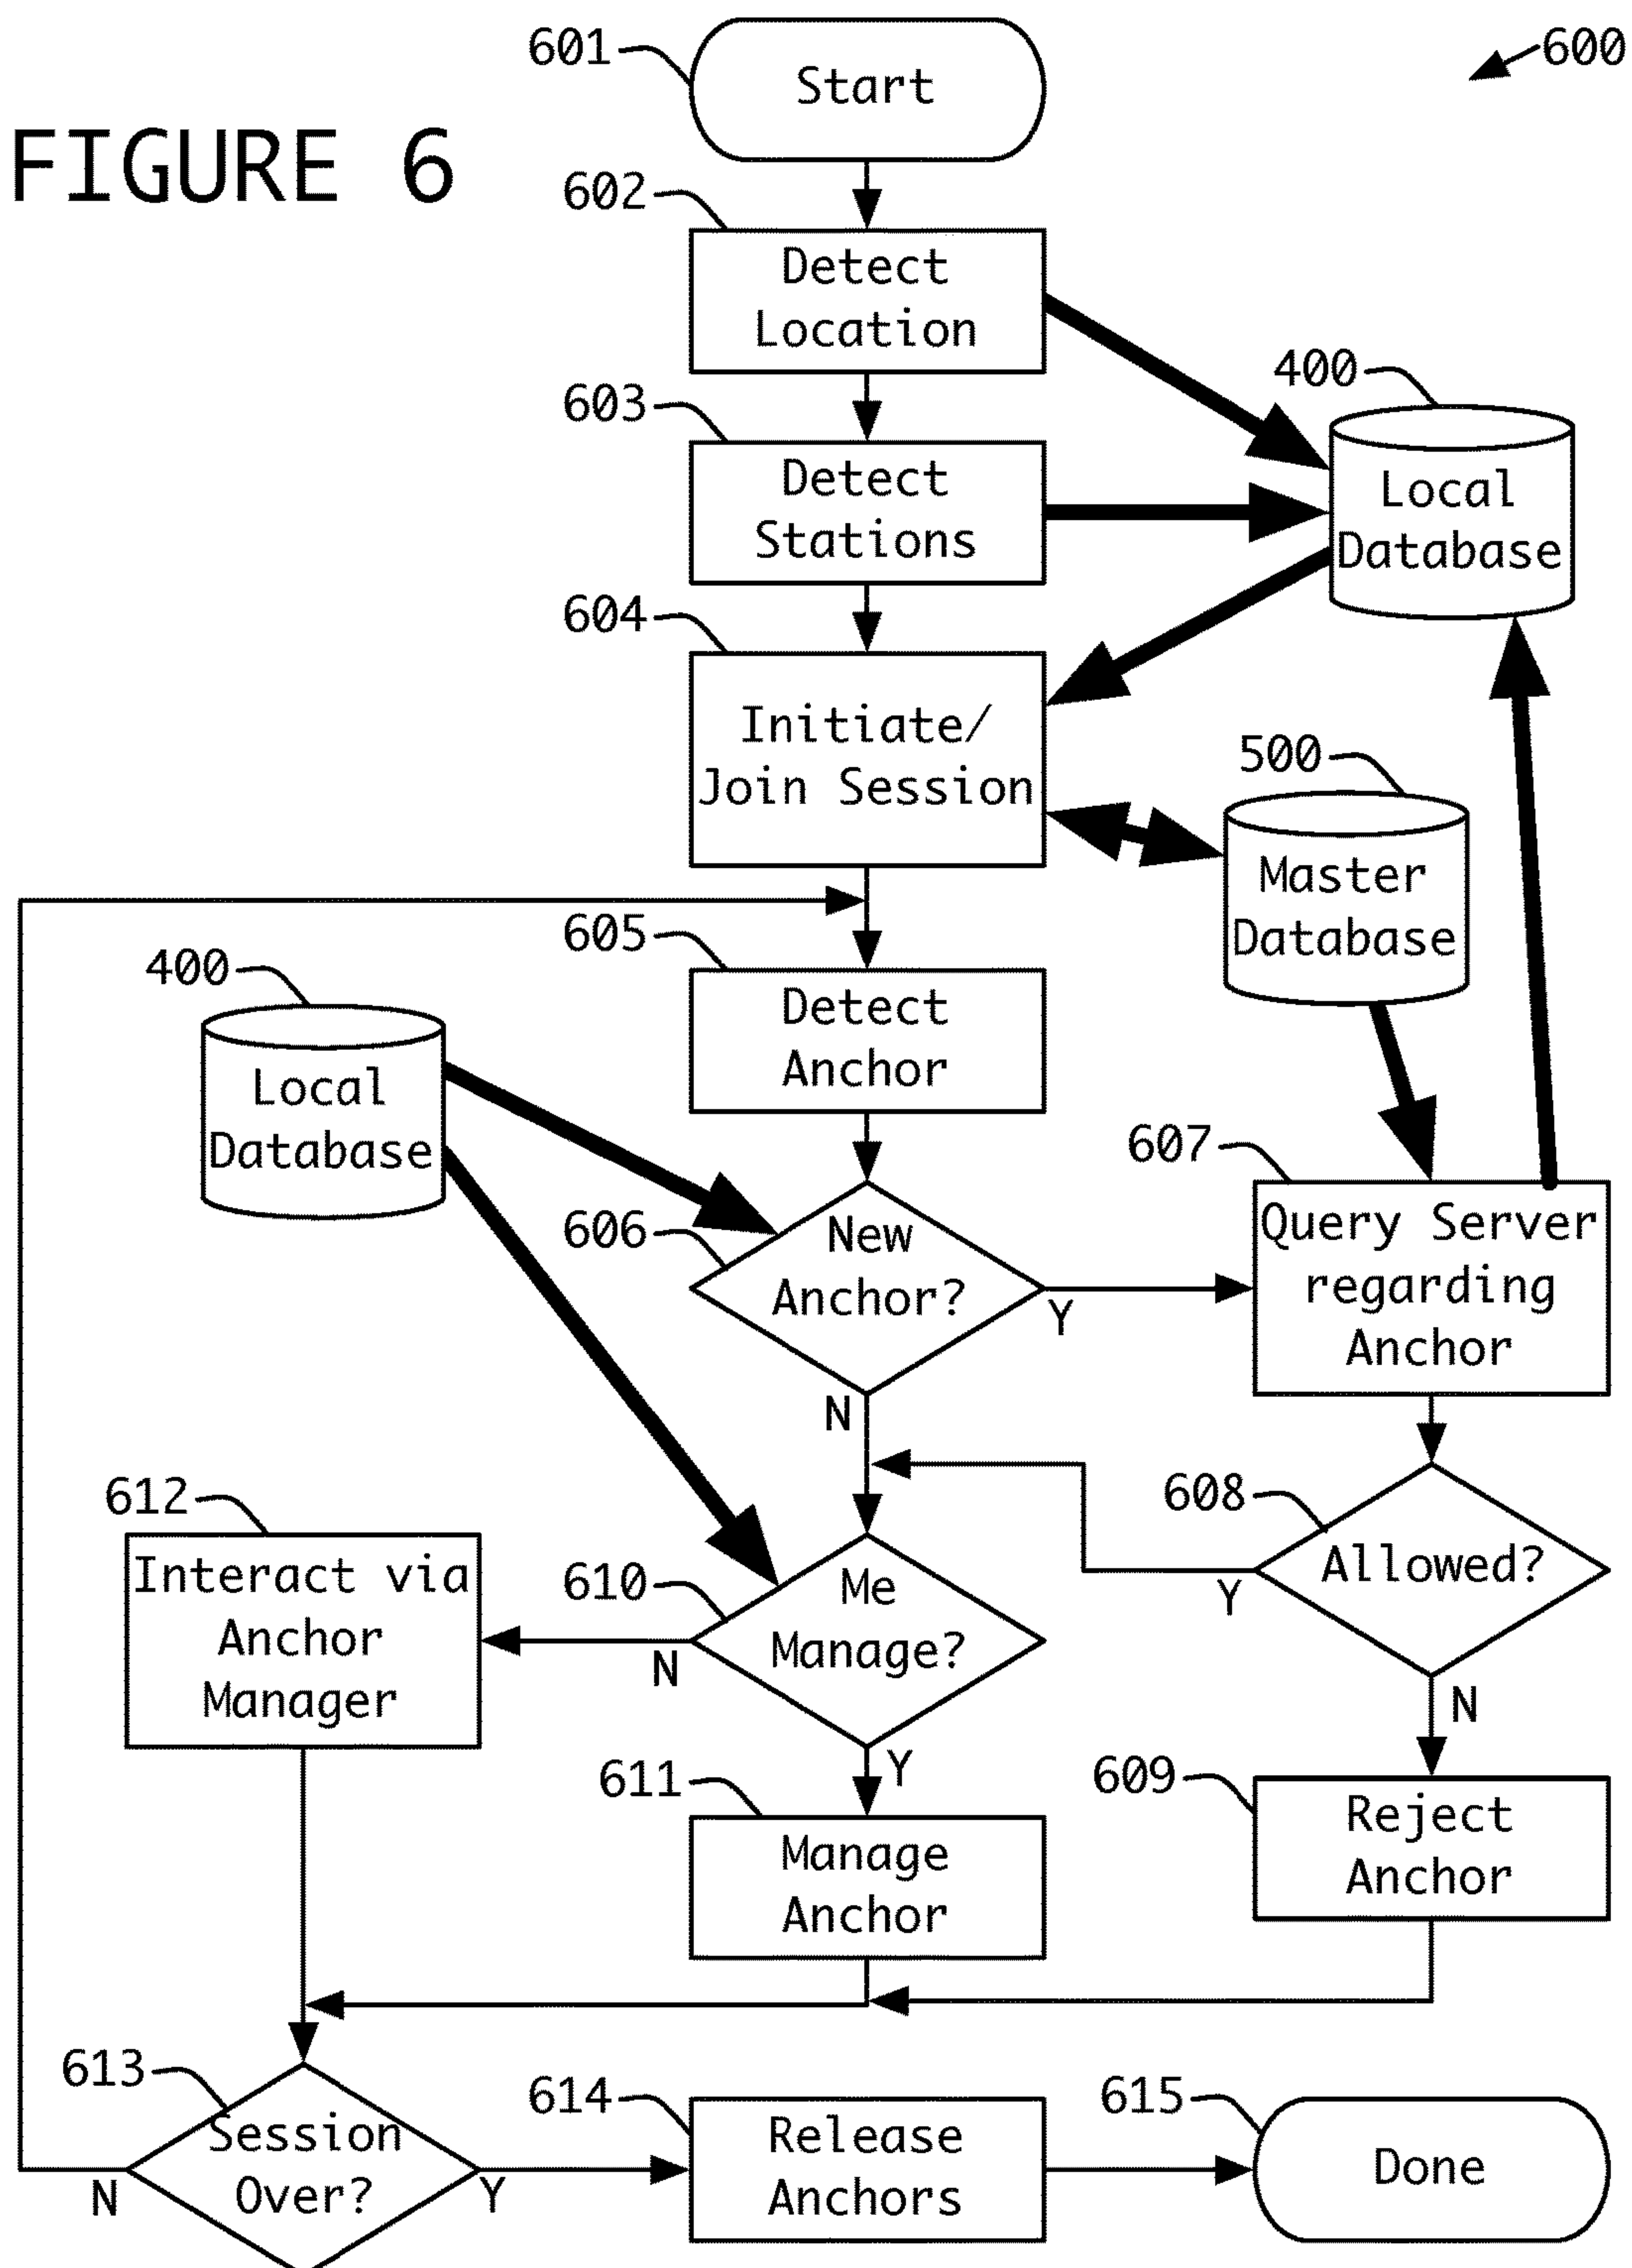 601
Start
600
FIGURE 6
602
Detect
Location
400
603
Detect
Stations
Local
Database
604
Initiate/
Join Session
500
Master
Database
605
400
Detect
Anchor
Local
Database
607
606
New
Anchor?
Y
N
Query Server
regarding
Anchor
612
608
Interact via
Anchor
Manager
610
Me
Manage?
N
Y
Allowed?
Y
N
611
609
Manage
Anchor
Reject
Anchor
613
614
615
Session
Over?
N
Y
Release
Anchors
Done